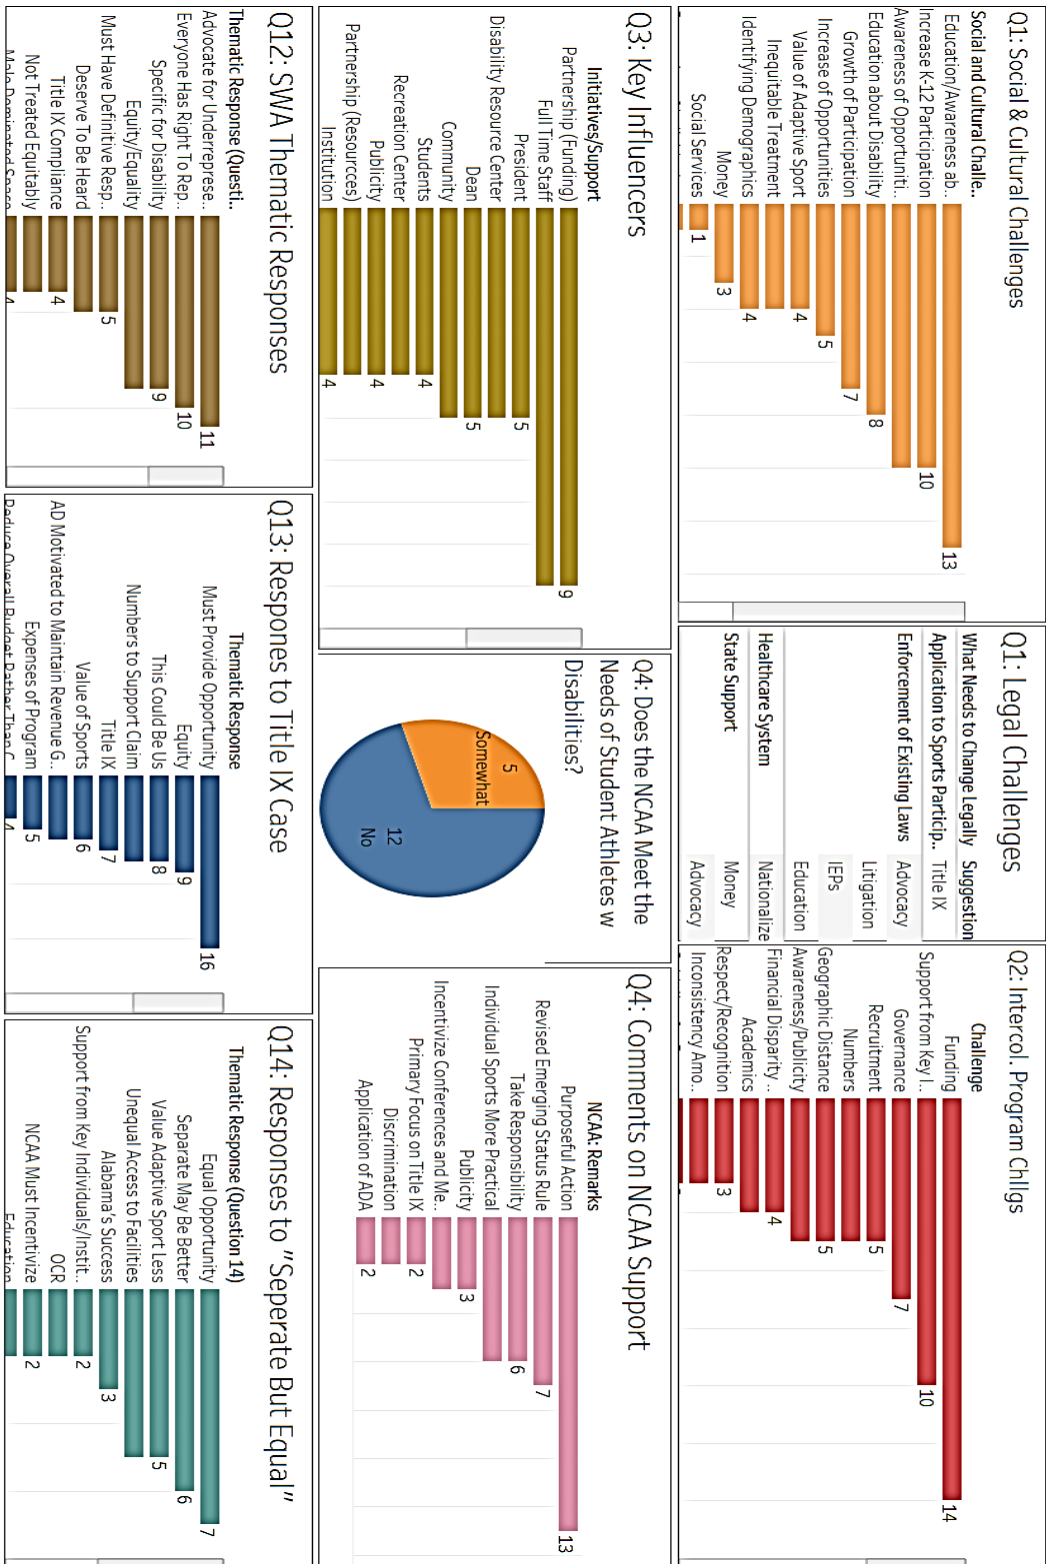 Q1: Social & Cultural Challenges
Social and Cultural Challe..
Education/Awareness ab.. 13
Increase K-12 Participation 10
Awareness of Opportuniti..
Education about Disability 8
Growth of Participation 7
Increase of Opportunities 5
Value of Adaptive Sport 4
Inequitable Treatment
Identifying Demographics 4
Money 3
Social Services 1
Q1: Legal Challenges
What Needs to Change Legally Suggestion
Application to Sports Particip.. Title IX
Enforcement of Existing Laws Advocacy
Litigation
IEPs
Education
Healthcare System Nationalize
State Support Money
Advocacy
Q2: Intercol. Program Chllgs
Challenge
Funding 14
Support from Key I.. 10
Governance 7
Recruitment 5
Numbers
Geographic Distance 5
Awareness/Publicity
Financial Disparity .. 4
Academics
Respect/Recognition 3
Inconsistency Amo..
Q3: Key Influencers
Initiatives/Support
Partnership (Funding) 9
Full Time Staff
President 5
Disability Resource Center
Dean 5
Community
Students 4
Recreation Center
Publicity 4
Partnership (Resources)
Institution 4
Q4: Does the NCAA Meet the
Needs of Student Athletes w
Disabilities?
5
Somewhat
12
No
Q4: Comments on NCAA Support
NCAA: Remarks
Purposeful Action 13
Revised Emerging Status Rule 7
Take Responsibility 6
Individual Sports More Practical
Publicity 3
Incentivize Conferences and Me..
Primary Focus on Title IX 2
Discrimination
Application of ADA 2
Q12: SWA Thematic Responses
Thematic Response (Questi..
Advocate for Underreprese.. 11
Everyone Has Right To Rep.. 10
Specific for Disability 9
Equity/Equality
Must Have Definitive Resp.. 5
Deserve To Be Heard
Title IX Compliance 4
Not Treated Equitably
Male Dominated Space 4
Q13: Respones to Title IX Case
Thematic Response
Must Provide Opportunity 16
Equity 9
This Could Be Us 8
Numbers to Support Claim
Title IX 7
Value of Sports 6
AD Motivated to Maintain Revenue G..
Expenses of Program 5
Reduce Overall Budget Rather Than C.. 4
Q14: Responses to "Seperate But Equal"
Thematic Response (Question 14)
Equal Opportunity 7
Separate May Be Better 6
Value Adaptive Sport Less 5
Unequal Access to Facilities
Alabama's Success 3
Support from Key Individuals/Instit.. 2
OCR
NCAA Must Incentivize 2
Education